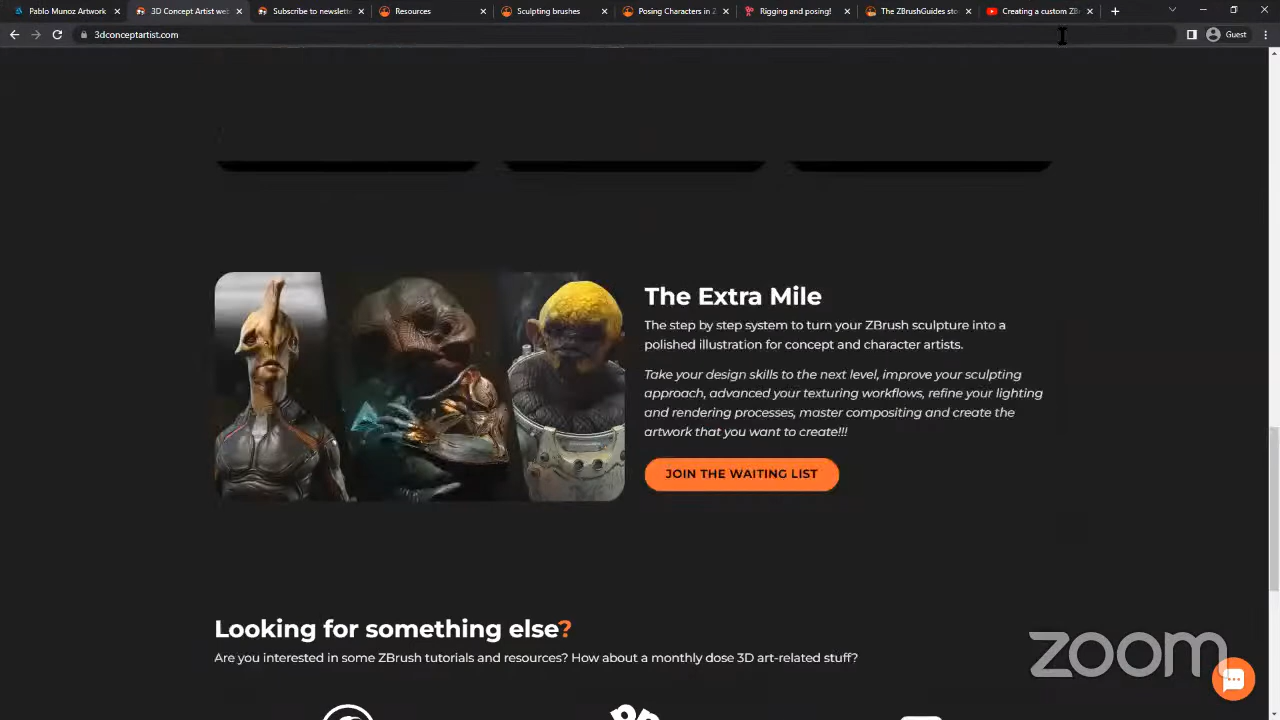 Pablo Munoz Artwork
3D Concept Artist we
Subscribe to newslette
Resources
Sculpting brushes
Posing Characters in Z
Rigging and posing!
The ZBrushGuides sto
Creating a custom ZB
3dconceptartist.com
Guest
The Extra Mile
The step by step system to turn your ZBrush sculpture into a
polished illustration for concept and character artists.
Take your design skills to the next level, improve your sculpting
approach, advanced your texturing workflows, refine your lighting
and rendering processes, master compositing and create the
artwork that you want to create!!!
JOIN THE WAITING LIST
Looking for something else?
Are you interested in some ZBrush tutorials and resources? How about a monthly dose 3D art-related stuff?
zoom